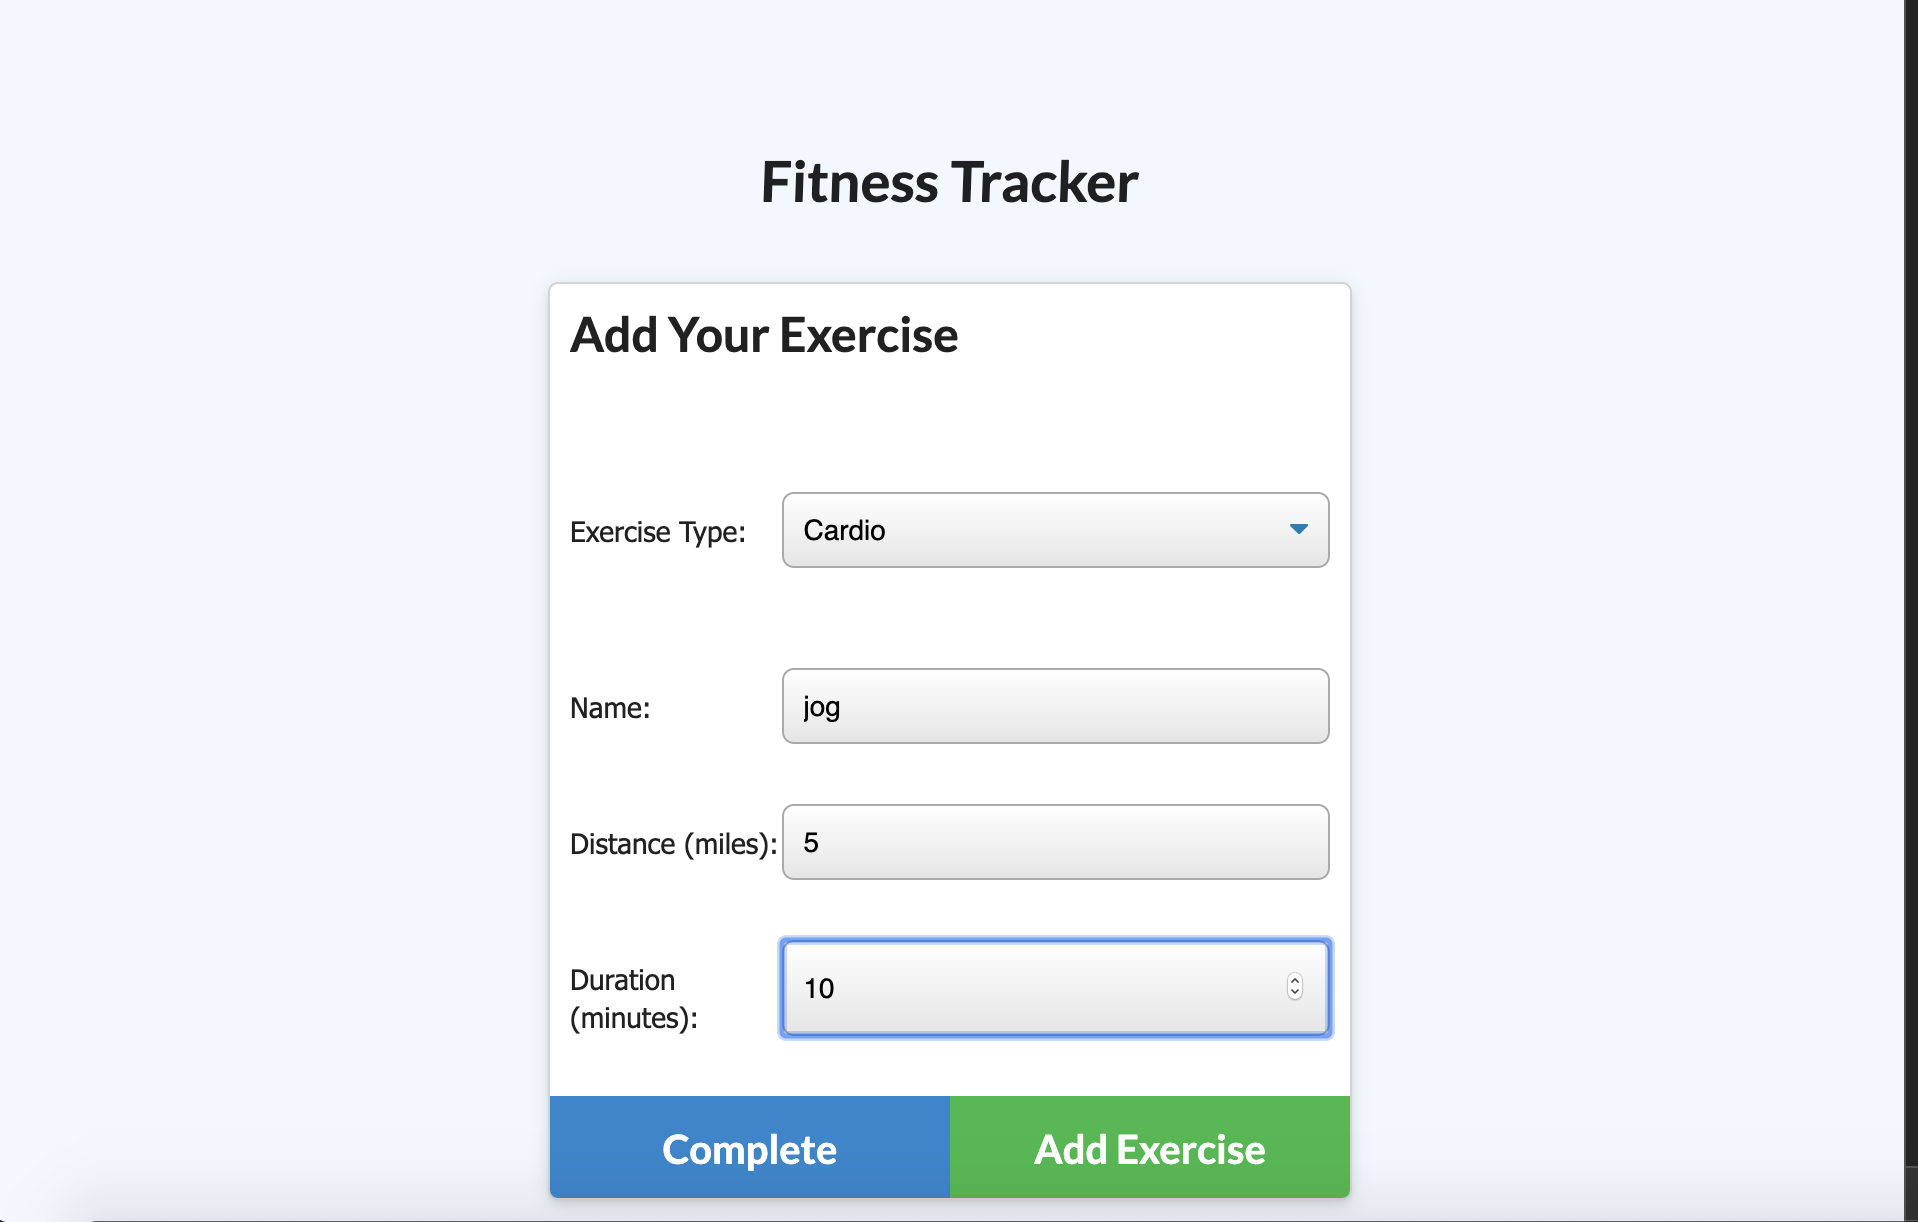 Fitness Tracker
Add Your Exercise
Exercise Type: Cardio
Name: jog
Distance (miles): 5
Duration
(minutes): 10
Complete Add Exercise